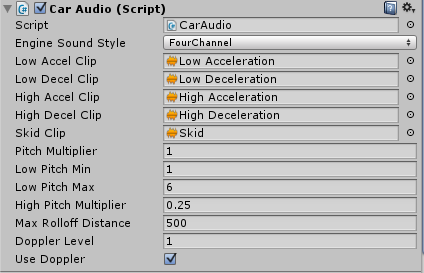 Car Audio (Script)
Script CarAudio
Engine Sound Style FourChannel
Low Accel Clip Low Acceleration
Low Decel Clip Low Deceleration
High Accel Clip High Acceleration
High Decel Clip High Deceleration
Skid Clip Skid
Pitch Multiplier 1
Low Pitch Min 1
Low Pitch Max 6
High Pitch Multiplier 0.25
Max Rolloff Distance 500
Doppler Level 1
Use Doppler